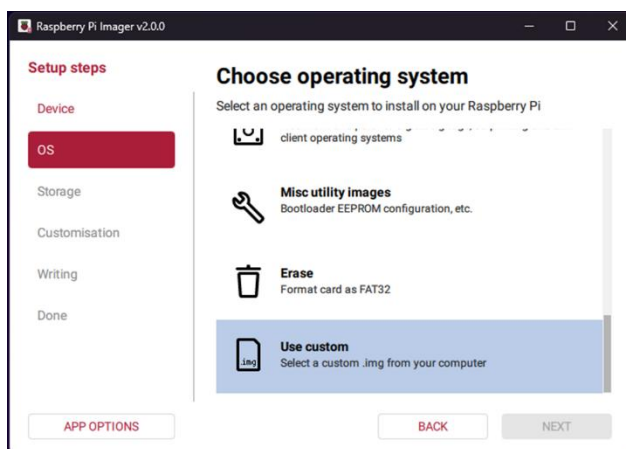 Raspberry Pi Imager v2.0.0
Setup steps
Device
OS
Storage
Customisation
Writing
Done
APP OPTIONS
Choose operating system
Select an operating system to install on your Raspberry Pi
client operating systems
Misc utility images
Bootloader EEPROM configuration, etc.
Erase
Format card as FAT32
.img
Use custom
Select a custom .img from your computer
BACK
NEXT